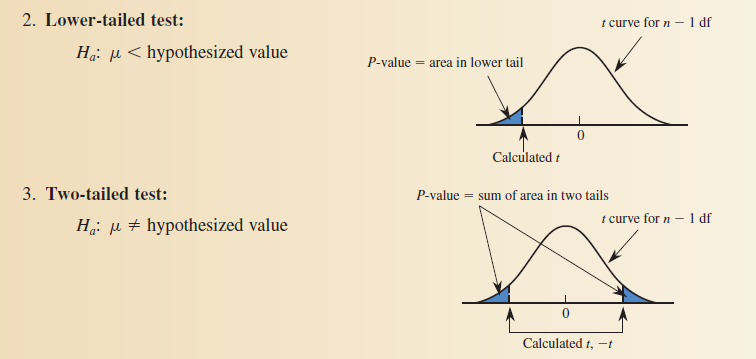 2. Lower-tailed test:
Hₐ: μ < hypothesized value
t curve for n − 1 df
P-value = area in lower tail
0
Calculated t
3. Two-tailed test:
Hₐ: μ ≠ hypothesized value
P-value = sum of area in two tails
t curve for n − 1 df
0
Calculated t, −t